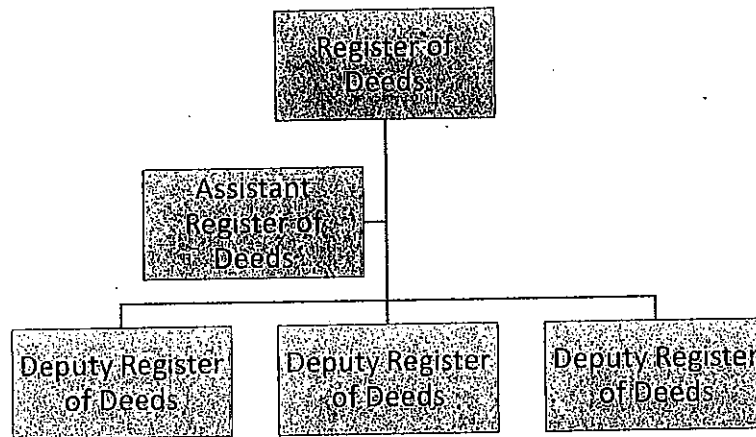 Register of
Deeds
Assistant
Register of
Deeds
Deputy Register
of Deeds
Deputy Register
of Deeds
Deputy Register
of Deeds